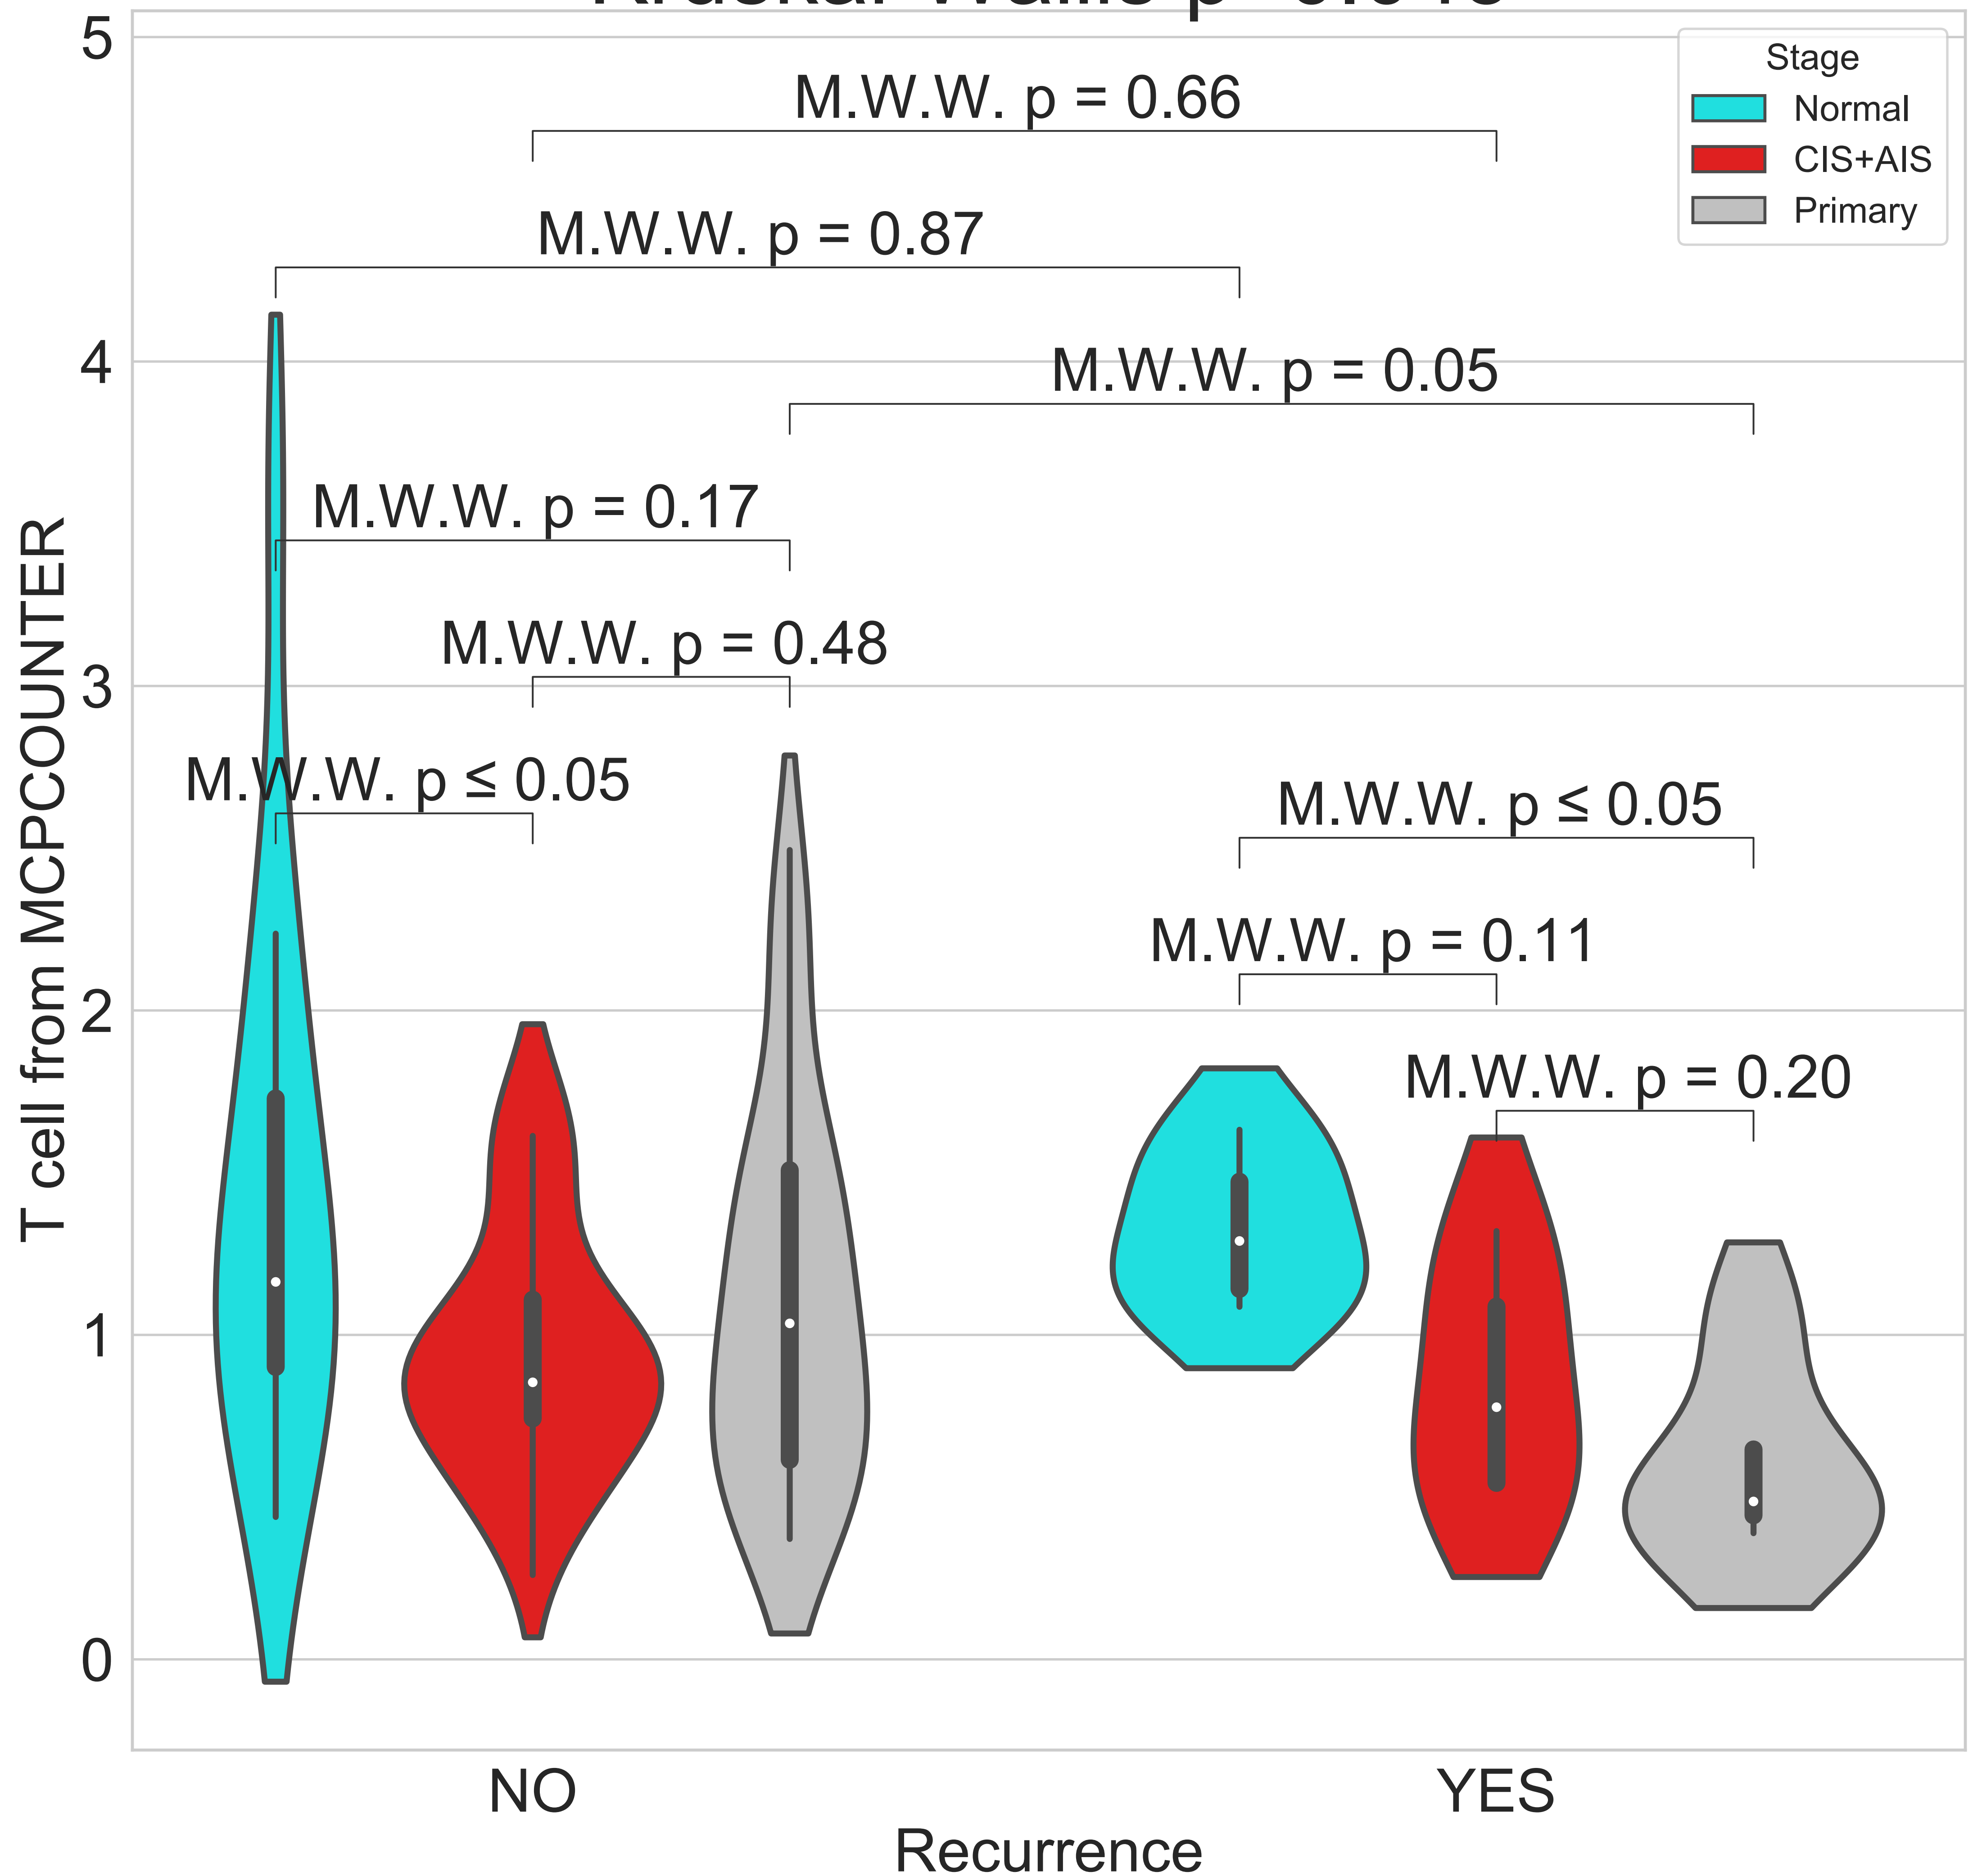 5
Stage
Normal
CIS+AIS
Primary
M.W.W. p = 0.66
M.W.W. p = 0.87
4
M.W.W. p = 0.05
M.W.W. p = 0.17
M.W.W. p = 0.48
3
M.W.W. p ≤ 0.05
M.W.W. p ≤ 0.05
M.W.W. p = 0.11
2
M.W.W. p = 0.20
1
0
T cell from MCPCOUNTER
NO
YES
Recurrence